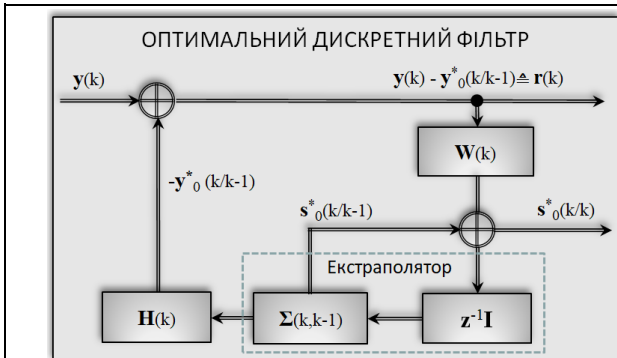 ОПТИМАЛЬНИЙ ДИСКРЕТНИЙ ФІЛЬТР
y(k)
y(k) - y*₀(k/k-1)≜ r(k)
W(k)
-y*₀ (k/k-1)
s*₀(k/k-1)
s*₀(k/k)
Екстраполятор
H(k)
Σ(k,k-1)
z⁻¹I